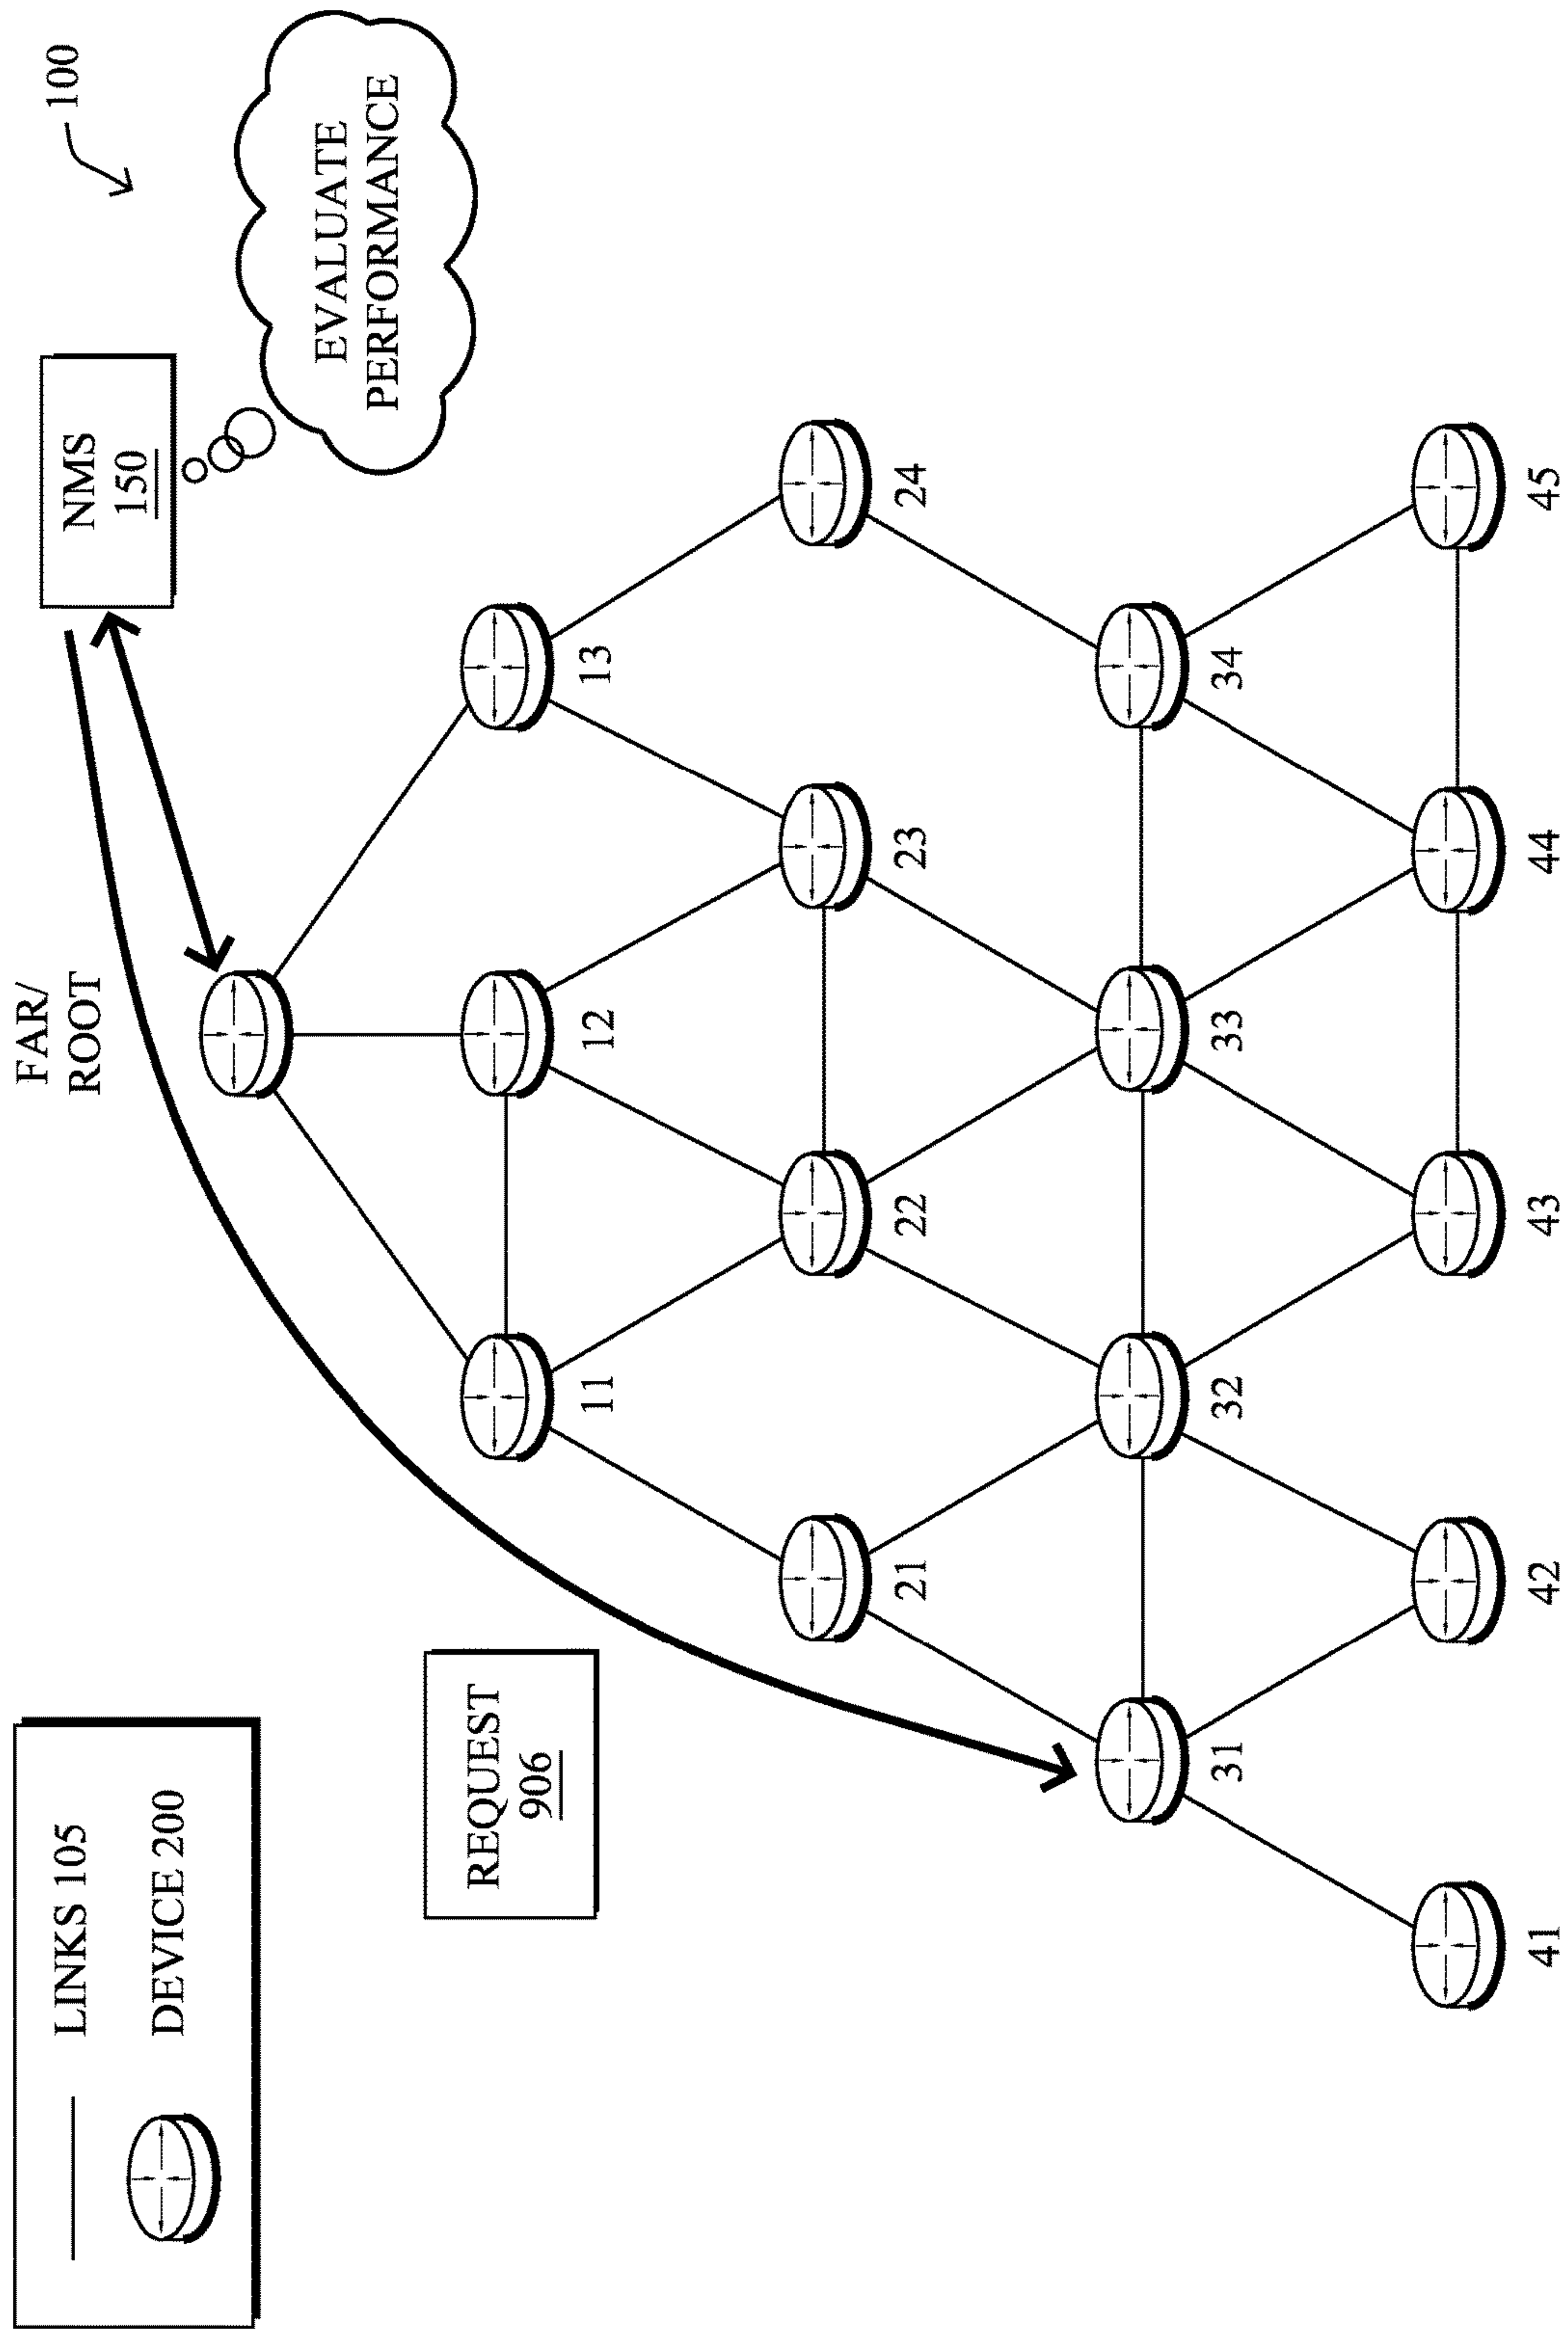 LINKS 105
DEVICE 200
FAR/
ROOT
NMS
150
100
EVALUATE
PERFORMANCE
REQUEST
906
11
12
13
21
22
23
24
31
32
33
34
41
42
43
44
45